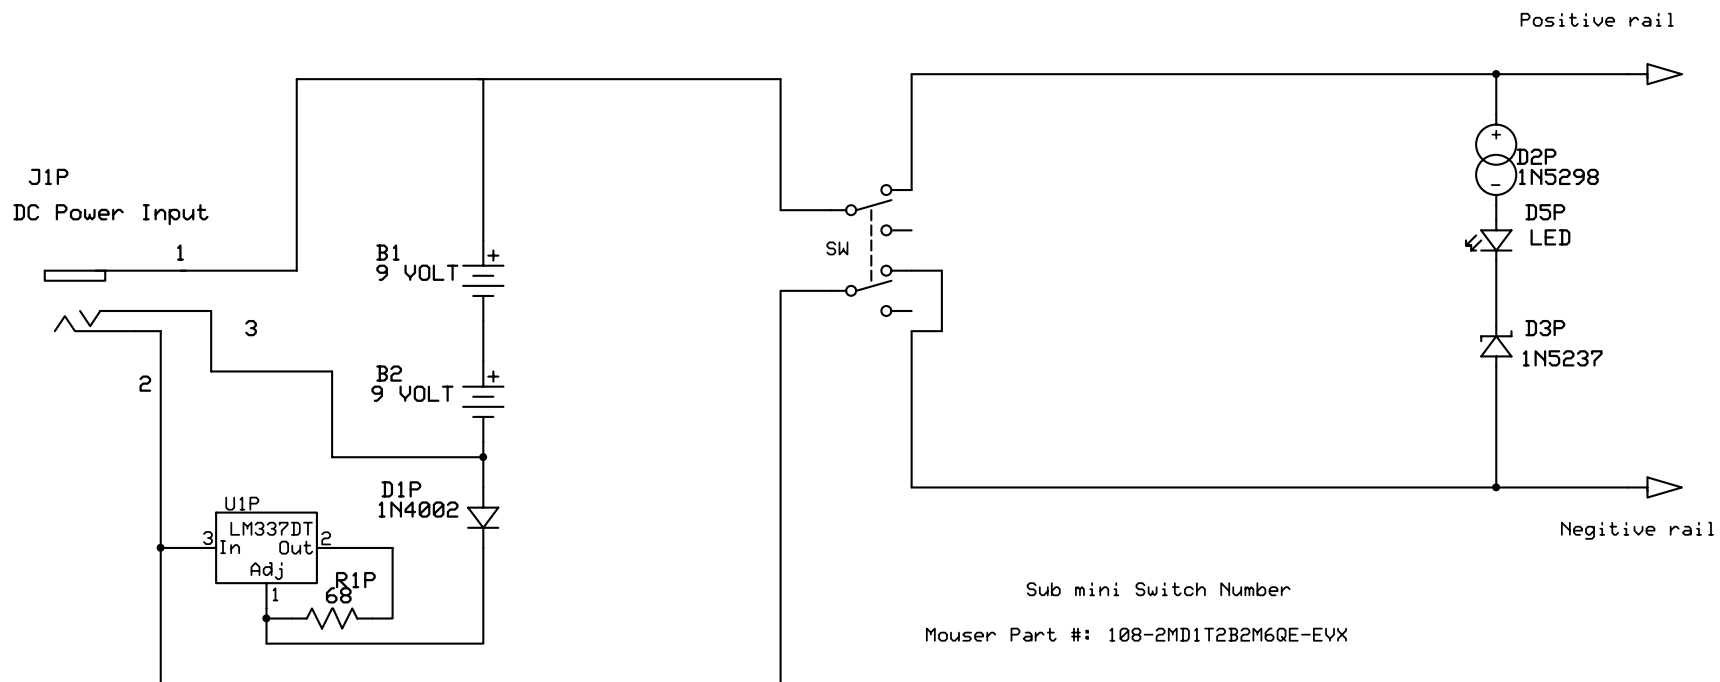 Positive rail
J1P
DC Power Input
1
3
2
B1
9 VOLT
+
B2
9 VOLT
+
SW
+
-
D2P
1N5298
D5P
LED
D3P
1N5237
D1P
1N4002
U1P
LM337DT
3
In
Out
2
Adj
1
R1P
68
Negitive rail
Sub mini Switch Number
Mouser Part #: 108-2MD1T2B2M6QE-EVX